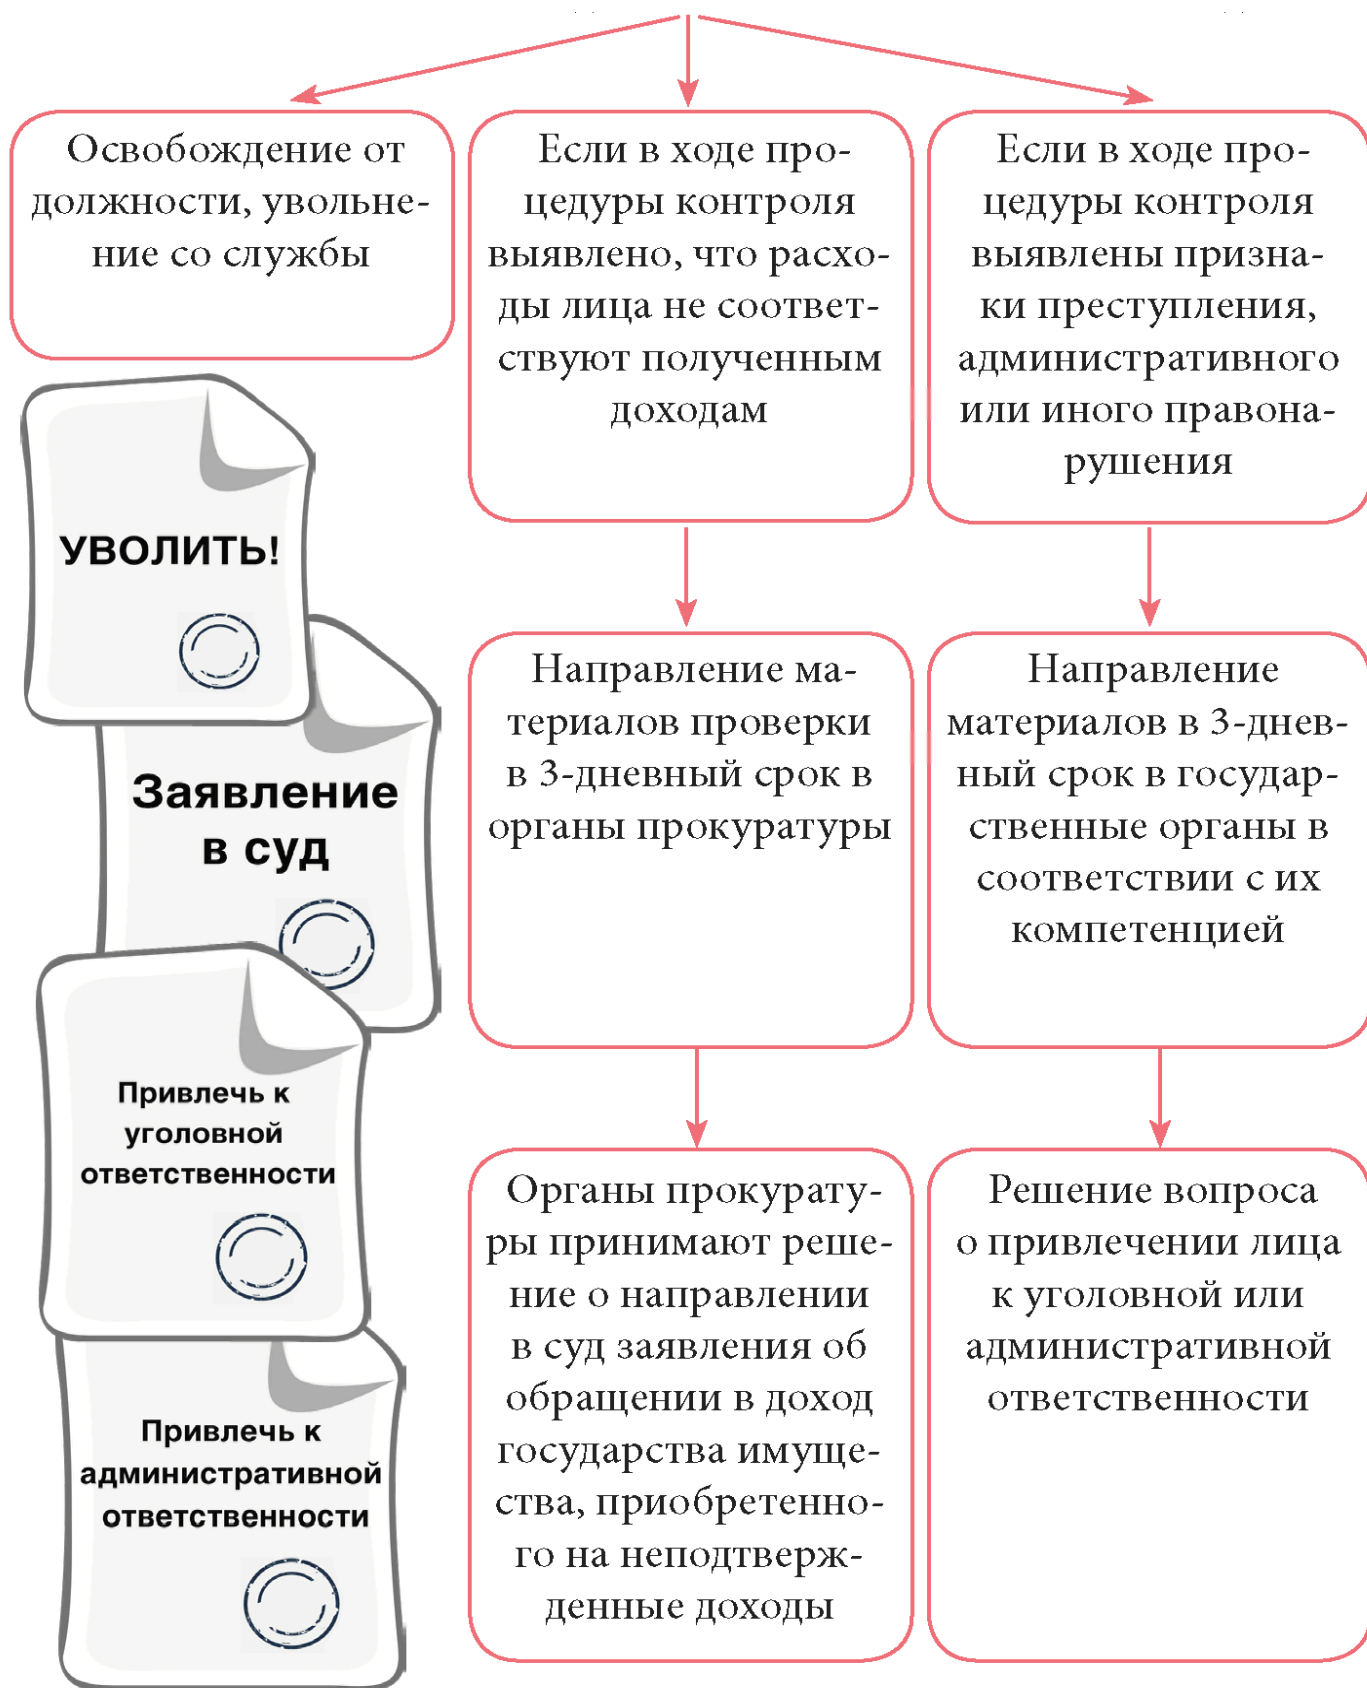 Освобождение от
должности, увольне-
ние со службы
Если в ходе про-
цедуры контроля
выявлено, что расхо-
ды лица не соответ-
ствуют полученным
доходам
Если в ходе про-
цедуры контроля
выявлены призна-
ки преступления,
административного
или иного правона-
рушения
УВОЛИТЬ!
Заявление
в суд
Привлечь к
уголовной
ответственности
Привлечь к
административной
ответственности
Направление ма-
териалов проверки
в 3-дневный срок в
органы прокуратуры
Направление
материалов в 3-днев-
ный срок в государ-
ственные органы в
соответствии с их
компетенцией
Органы прокурату-
ры принимают реше-
ние о направлении
в суд заявления об
обращении в доход
государства имуще-
ства, приобретенно-
го на неподтверж-
денные доходы
Решение вопроса
о привлечении лица
к уголовной или
административной
ответственности